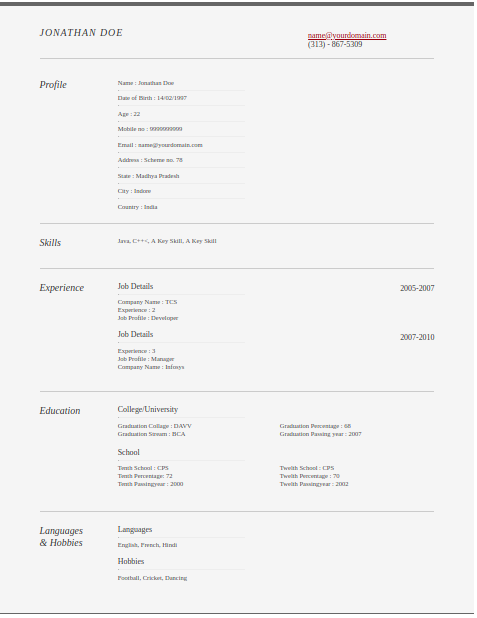 JONATHAN DOE
name@yourdomain.com
(313) - 867-5309
Profile
Name : Jonathan Doe
Date of Birth : 14/02/1997
Age : 22
Mobile no : 9999999999
Email : name@yourdomain.com
Address : Scheme no. 78
State : Madhya Pradesh
City : Indore
Country : India
Skills
Java, C++<, A Key Skill, A Key Skill
Experience
Job Details
2005-2007
Company Name : TCS
Experience : 2
Job Profile : Developer
Job Details
2007-2010
Experience : 3
Job Profile : Manager
Company Name : Infosys
Education
College/University
Graduation Collage : DAVV
Graduation Percentage : 68
Graduation Stream : BCA
Graduation Passing year : 2007
School
Tenth School : CPS
Twelth School : CPS
Tenth Percentage: 72
Twelth Percentage : 70
Tenth Passingyear : 2000
Twelth Passingyear : 2002
Languages
& Hobbies
Languages
English, French, Hindi
Hobbies
Football, Cricket, Dancing